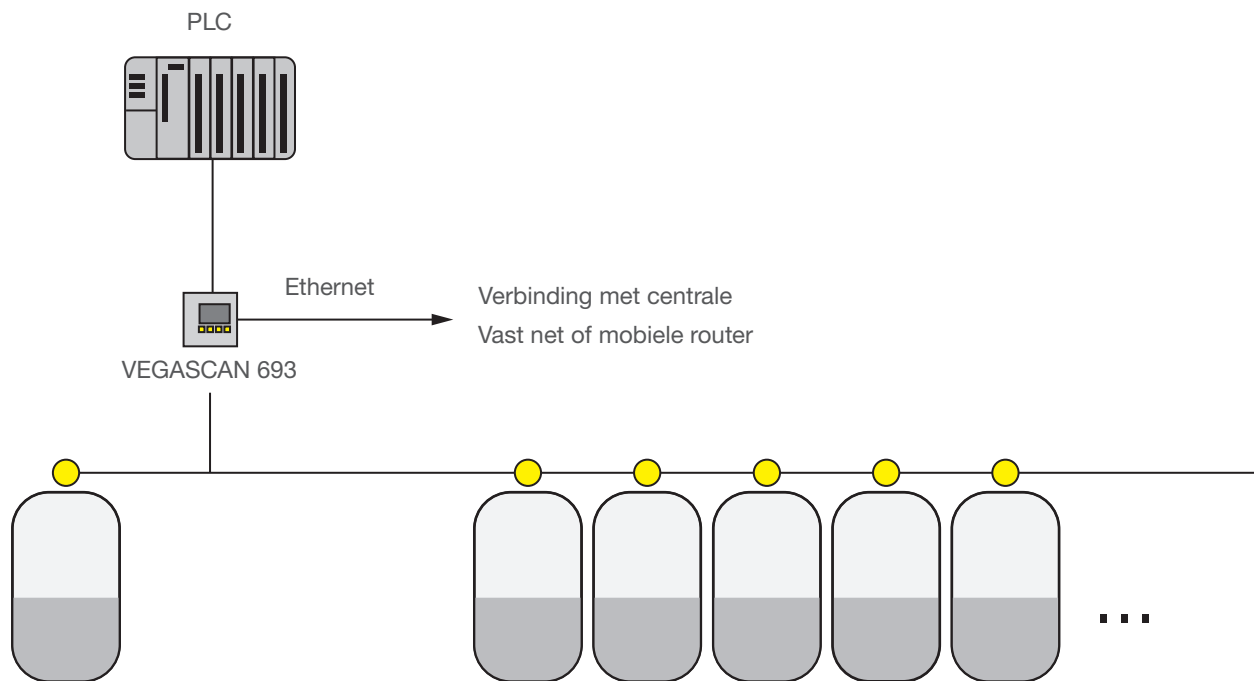 PLC
Ethernet
Verbinding met centrale
Vast net of mobiele router
VEGASCAN 693